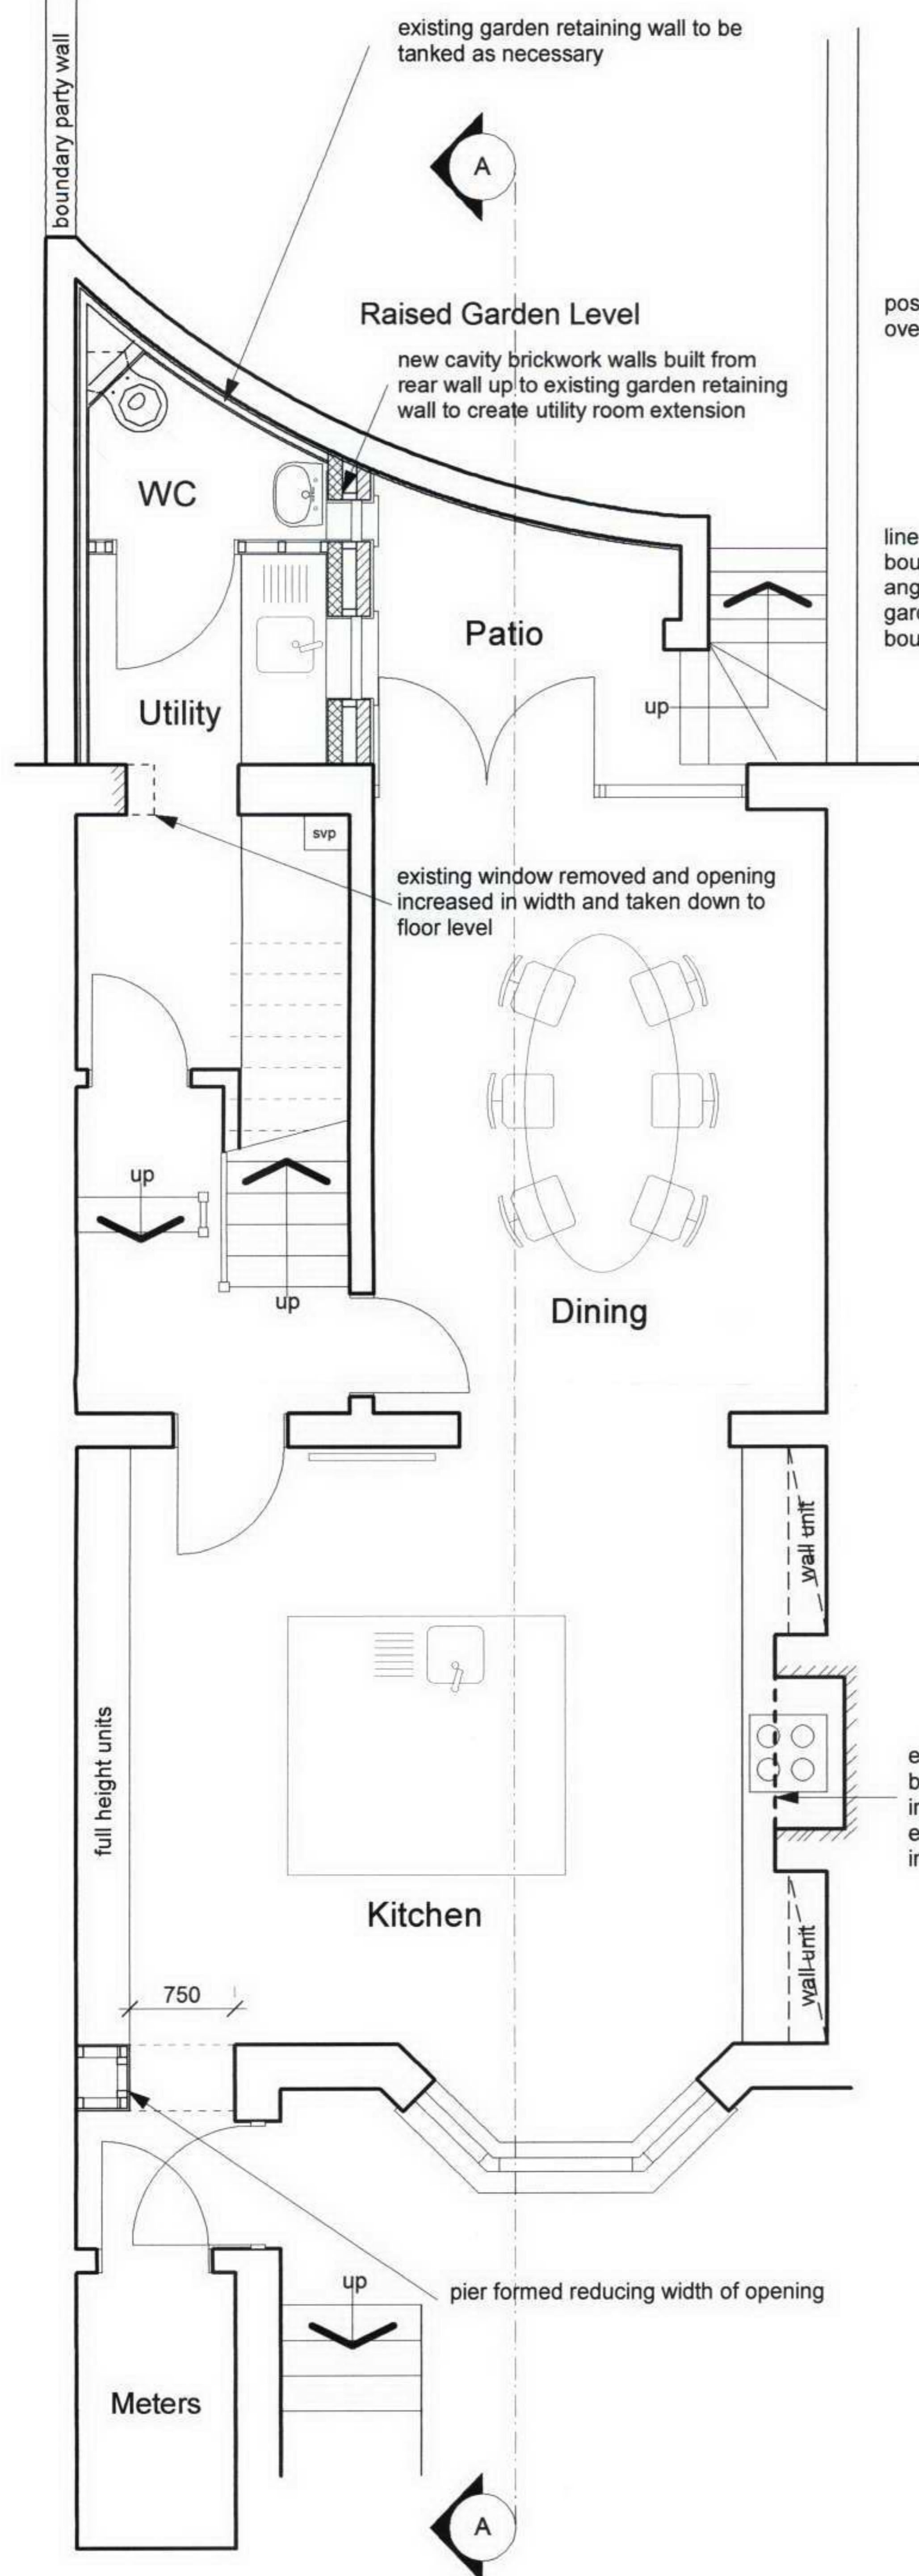 boundary party wall
existing garden retaining wall to be
tanked as necessary
A
Raised Garden Level
new cavity brickwork walls built from
rear wall up to existing garden retaining
wall to create utility room extension
WC
Patio
Utility
up
svp
existing window removed and opening
increased in width and taken down to
floor level
up
up
Dining
wall unit
full height units
Kitchen
wall unit
750
up
pier formed reducing width of opening
Meters
A